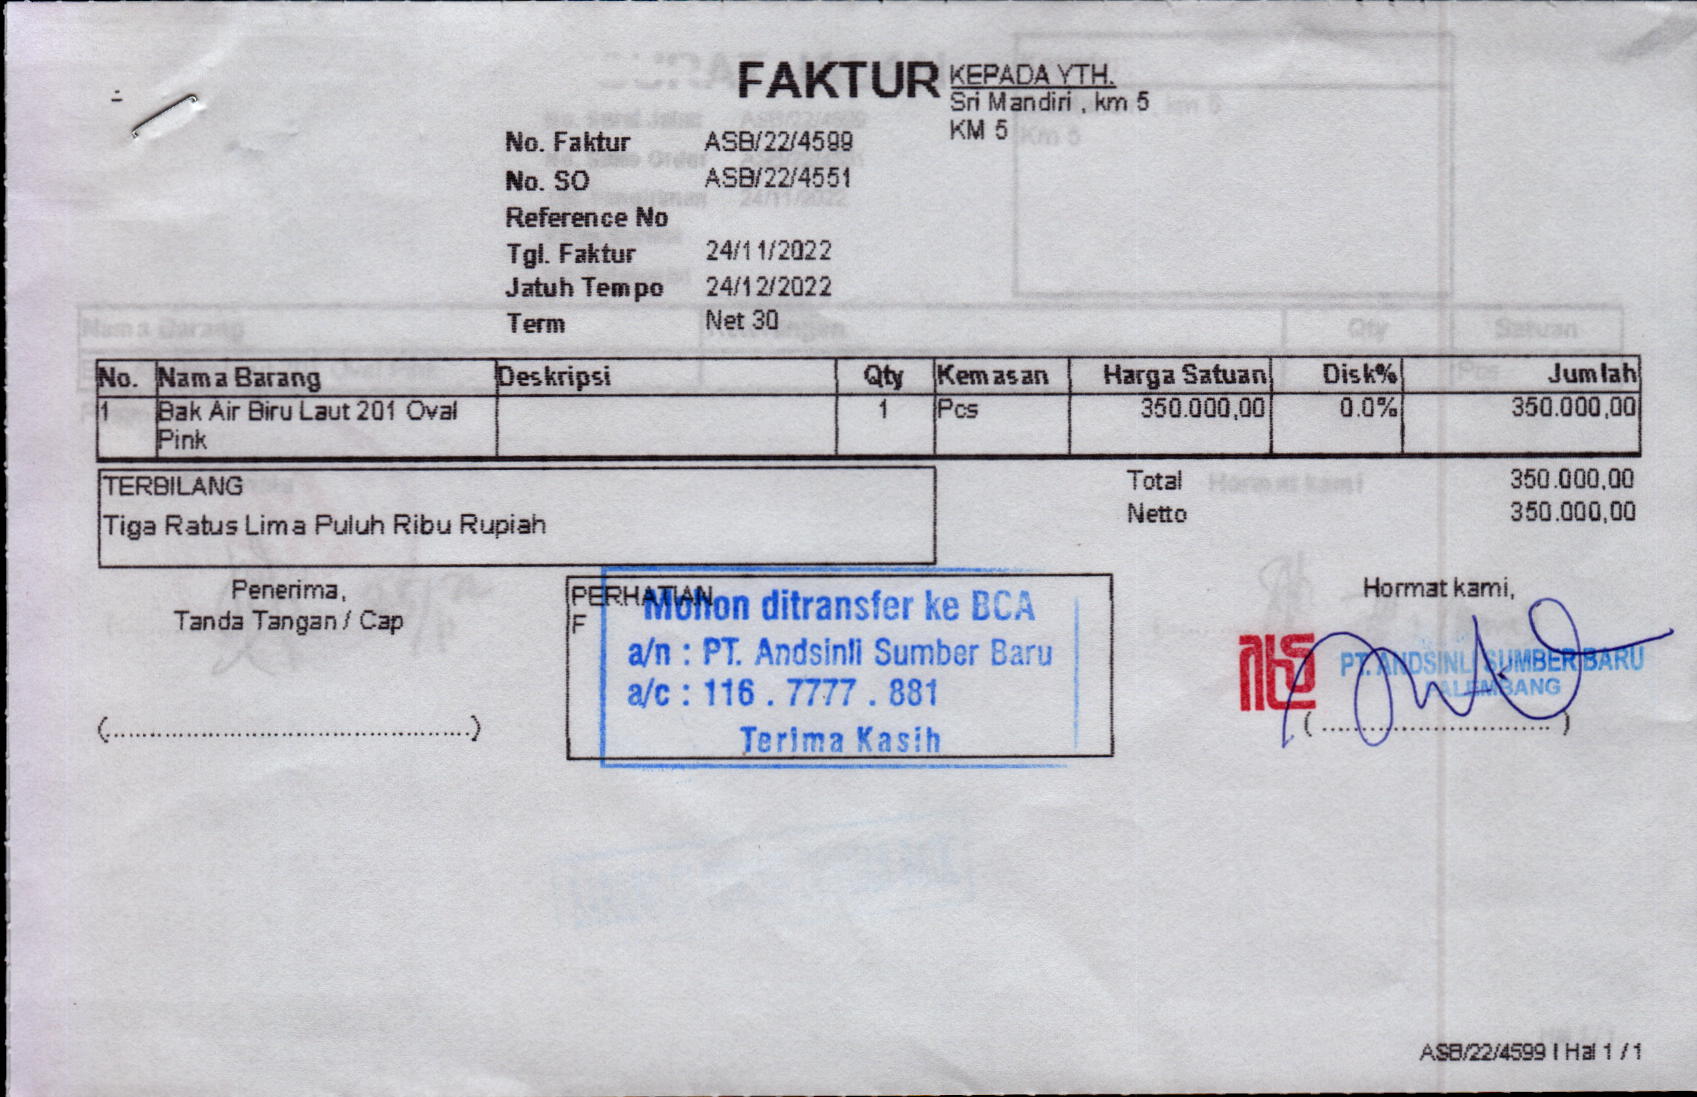 FAKTUR
KEPADA YTH.
Sri Mandiri , km 5
KM 5
No. Faktur ASB/22/4599
No. SO ASB/22/4551
Reference No
Tgl. Faktur 24/11/2022
Jatuh Tempo 24/12/2022
Term Net 30
No. Nama Barang Deskripsi Qty Kemasan Harga Satuan Disk% Jumlah
1 Bak Air Biru Laut 201 Oval 1 Pcs 350.000,00 0.0% 350.000,00
Pink
TERBILANG
Tiga Ratus Lima Puluh Ribu Rupiah
Total 350.000,00
Netto 350.000,00
Penerima,
Tanda Tangan / Cap
(............................................)
PERHATIAN
F
Mohon ditransfer ke BCA
a/n : PT. Andsinli Sumber Baru
a/c : 116 . 7777 . 881
Terima Kasih
Hormat kami,
PT. ANDSINLI SUMBER BARU
PALEMBANG
( ............................ )
ASB/22/4599 | Hal 1 / 1